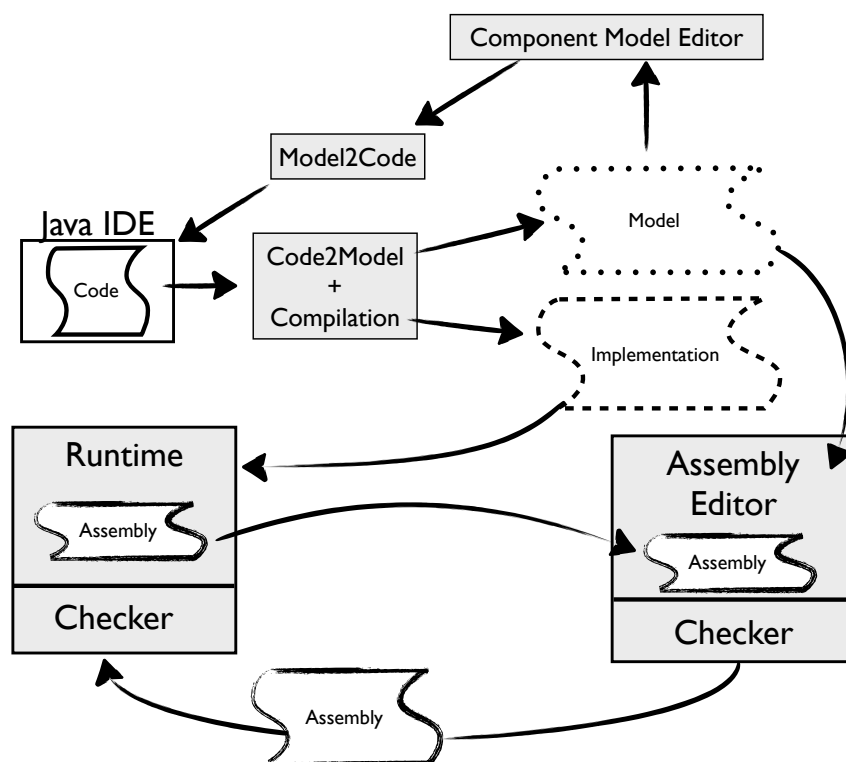 Component Model Editor
Model2Code
Model
Java IDE
Code
Code2Model
+
Compilation
Implementation
Runtime
Assembly
Checker
Assembly
Editor
Assembly
Checker
Assembly